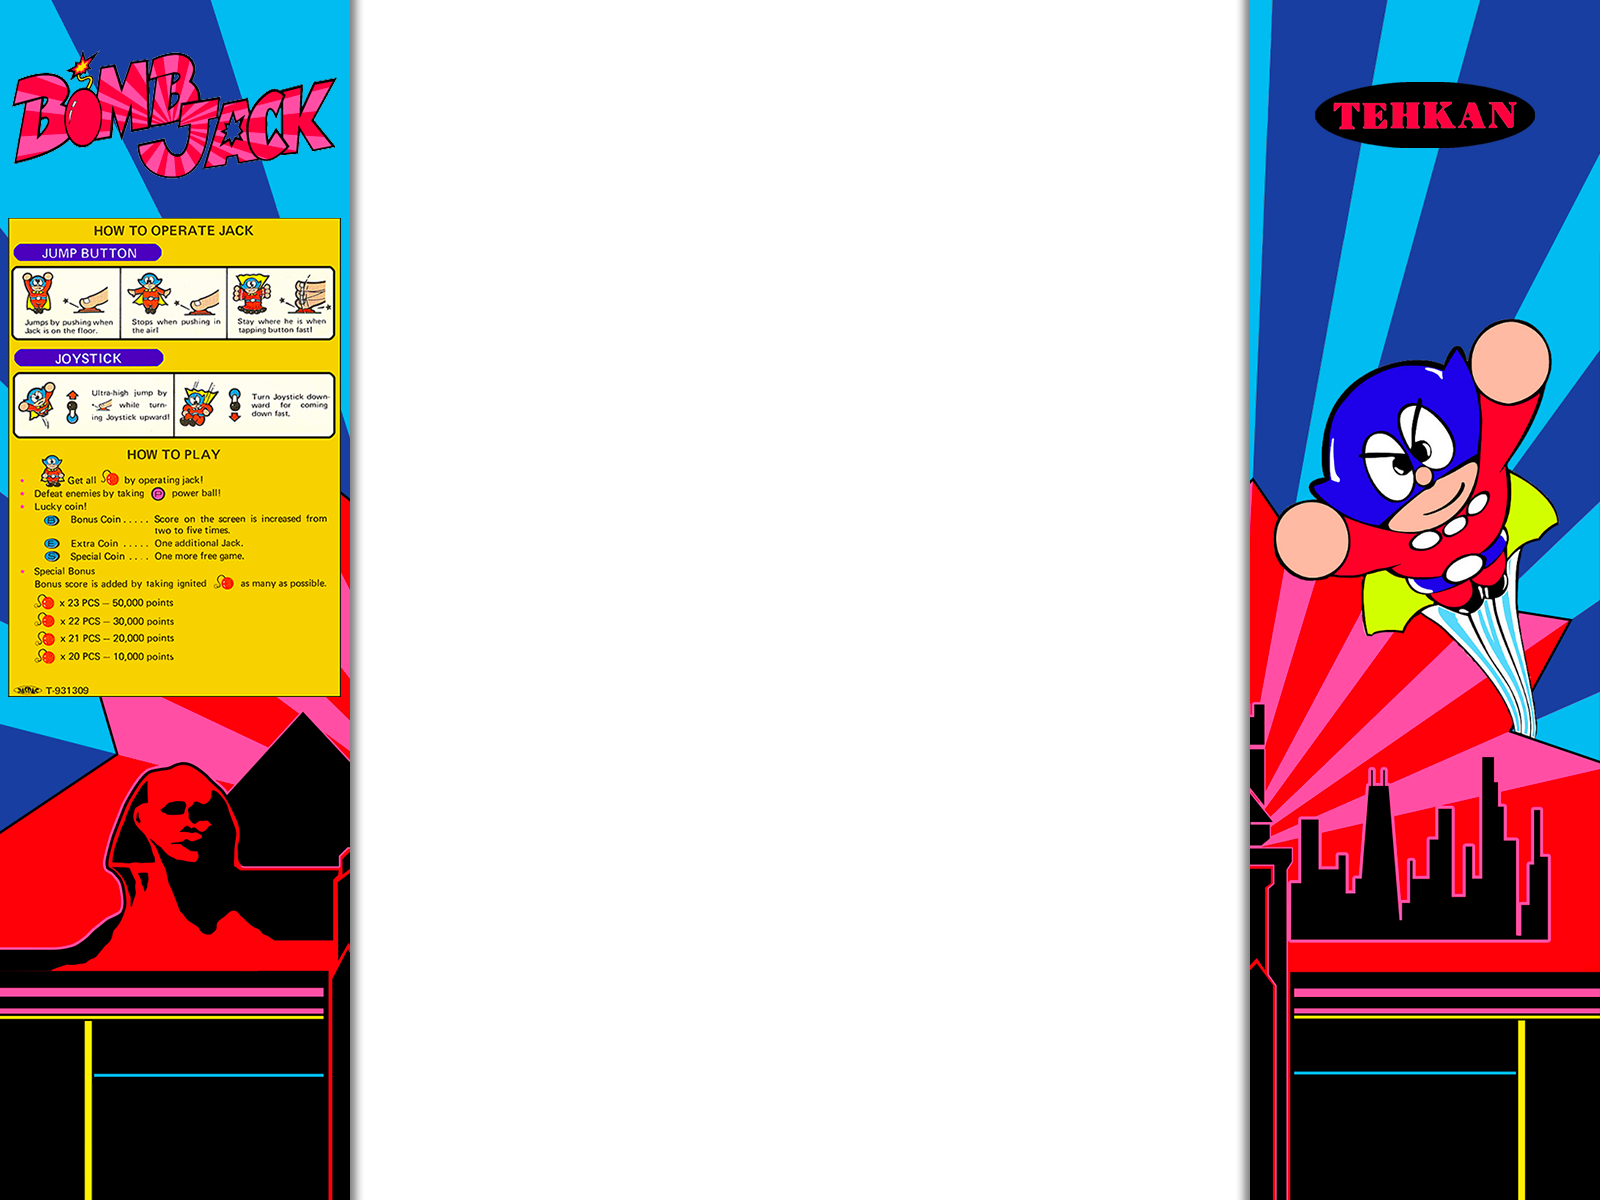 BOMB JACK
TEHKAN
HOW TO OPERATE JACK
JUMP BUTTON
Jumps by pushing when
Jack is on the floor.
Stops when pushing in
the air!
Stay where he is when
tapping button fast!
JOYSTICK
Ultra-high jump by
while turn-
ing Joystick upward!
Turn Joystick down-
ward for coming
down fast.
HOW TO PLAY
Get all by operating jack!
Defeat enemies by taking P power ball!
Lucky coin!
B Bonus Coin ..... Score on the screen is increased from
two to five times.
E Extra Coin ..... One additional Jack.
S Special Coin .... One more free game.
Special Bonus
Bonus score is added by taking ignited as many as possible.
x 23 PCS — 50,000 points
x 22 PCS — 30,000 points
x 21 PCS — 20,000 points
x 20 PCS — 10,000 points
T-931309